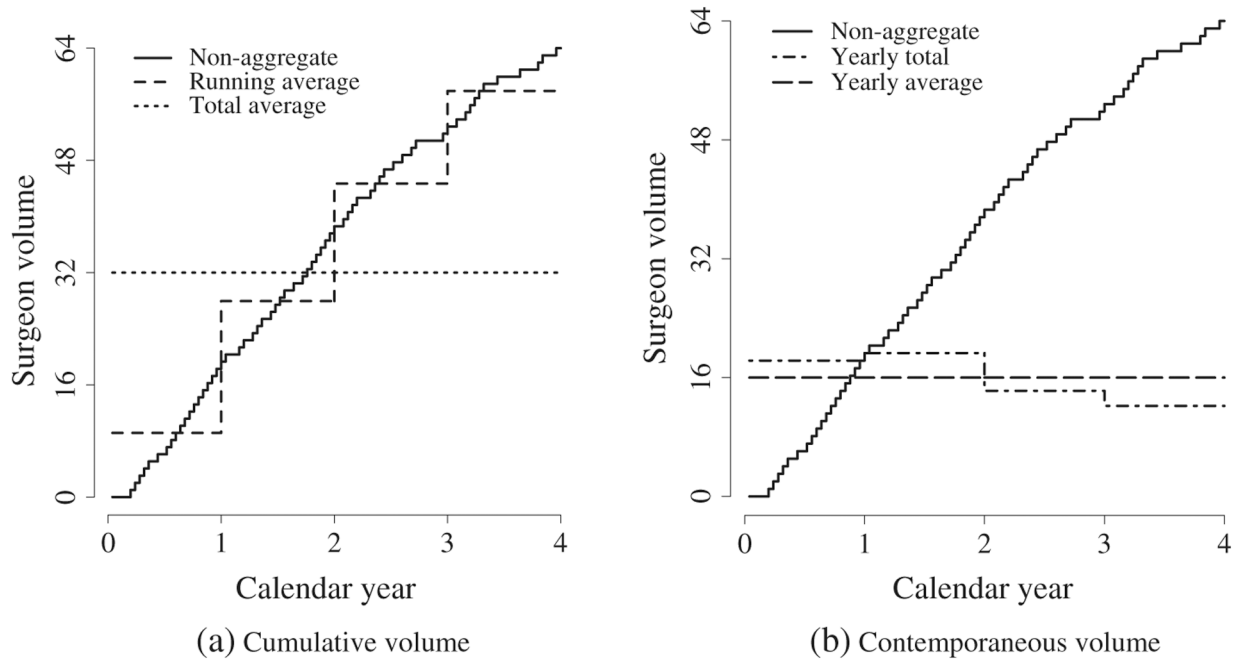 Non-aggregate
Running average
Total average
64
48
32
16
0
Surgeon volume
0 1 2 3 4
Calendar year
(a) Cumulative volume
Non-aggregate
Yearly total
Yearly average
64
48
32
16
0
Surgeon volume
0 1 2 3 4
Calendar year
(b) Contemporaneous volume